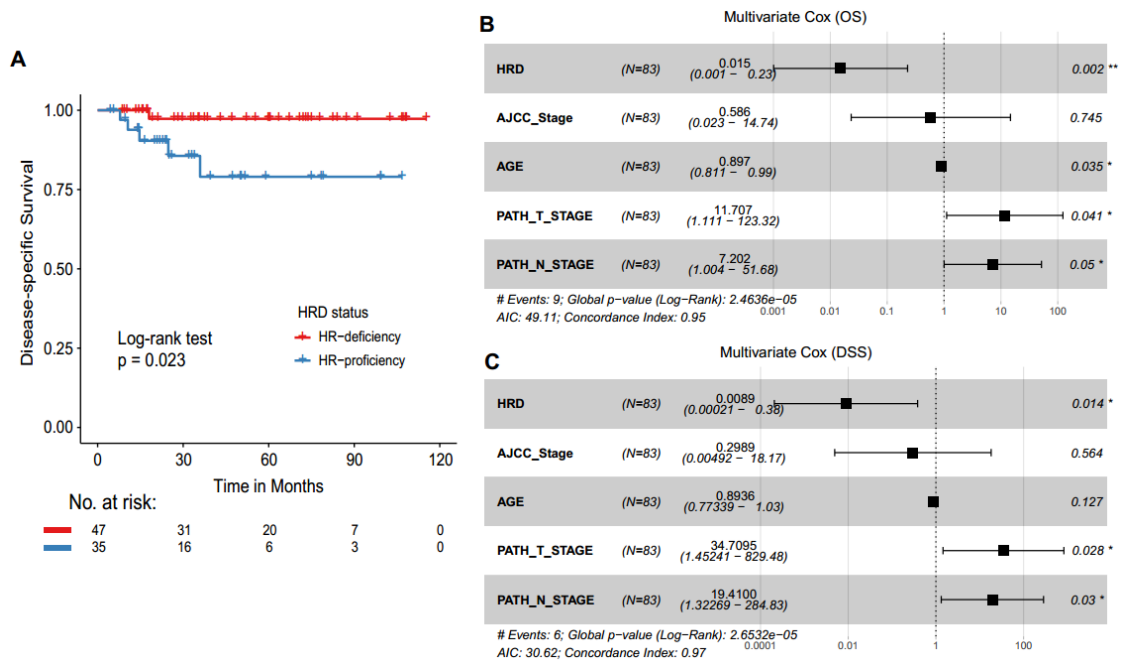 A
Disease-specific Survival
1.00
0.75
0.50
0.25
0.00
Log-rank test
p = 0.023
HRD status
HR−deficiency
HR−proficiency
0 30 60 90 120
Time in Months
No. at risk:
47 31 20 7 0
35 16 6 3 0
B
Multivariate Cox (OS)
HRD (N=83) 0.015 0.002 **
(0.001 − 0.23)
AJCC_Stage (N=83) 0.586 0.745
(0.023 − 14.74)
AGE (N=83) 0.897 0.035 *
(0.811 − 0.99)
PATH_T_STAGE (N=83) 11.707 0.041 *
(1.111 − 123.32)
PATH_N_STAGE (N=83) 7.202 0.05 *
(1.004 − 51.68)
# Events: 9; Global p−value (Log−Rank): 2.4636e−05
AIC: 49.11; Concordance Index: 0.95
0.001 0.01 0.1 1 10 100
C
Multivariate Cox (DSS)
HRD (N=83) 0.0089 0.014 *
(0.00021 − 0.38)
AJCC_Stage (N=83) 0.2989 0.564
(0.00492 − 18.17)
AGE (N=83) 0.8936 0.127
(0.77339 − 1.03)
PATH_T_STAGE (N=83) 34.7095 0.028 *
(1.45241 − 829.48)
PATH_N_STAGE (N=83) 19.4100 0.03 *
(1.32269 − 284.83)
# Events: 6; Global p−value (Log−Rank): 2.6532e−05
AIC: 30.62; Concordance Index: 0.97
0.0001 0.01 1 100